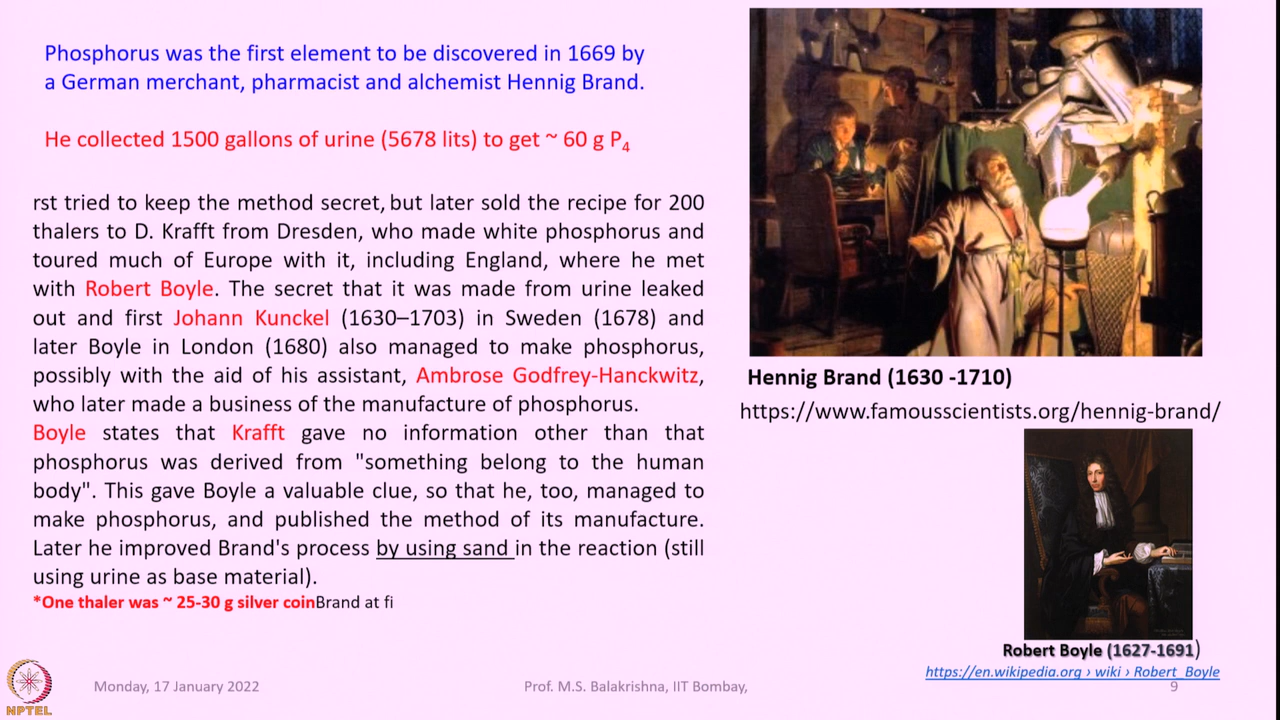 Phosphorus was the first element to be discovered in 1669 by
a German merchant, pharmacist and alchemist Hennig Brand.
He collected 1500 gallons of urine (5678 lits) to get ~ 60 g P₄
rst tried to keep the method secret, but later sold the recipe for 200
thalers to D. Krafft from Dresden, who made white phosphorus and
toured much of Europe with it, including England, where he met
with Robert Boyle. The secret that it was made from urine leaked
out and first Johann Kunckel (1630–1703) in Sweden (1678) and
later Boyle in London (1680) also managed to make phosphorus,
possibly with the aid of his assistant, Ambrose Godfrey-Hanckwitz,
who later made a business of the manufacture of phosphorus.
Boyle states that Krafft gave no information other than that
phosphorus was derived from "something belong to the human
body". This gave Boyle a valuable clue, so that he, too, managed to
make phosphorus, and published the method of its manufacture.
Later he improved Brand's process by using sand in the reaction (still
using urine as base material).
*One thaler was ~ 25-30 g silver coinBrand at fi
Hennig Brand (1630 -1710)
https://www.famousscientists.org/hennig-brand/
Robert Boyle (1627-1691)
https://en.wikipedia.org › wiki › Robert_Boyle
NPTEL
Monday, 17 January 2022
Prof. M.S. Balakrishna, IIT Bombay,
9